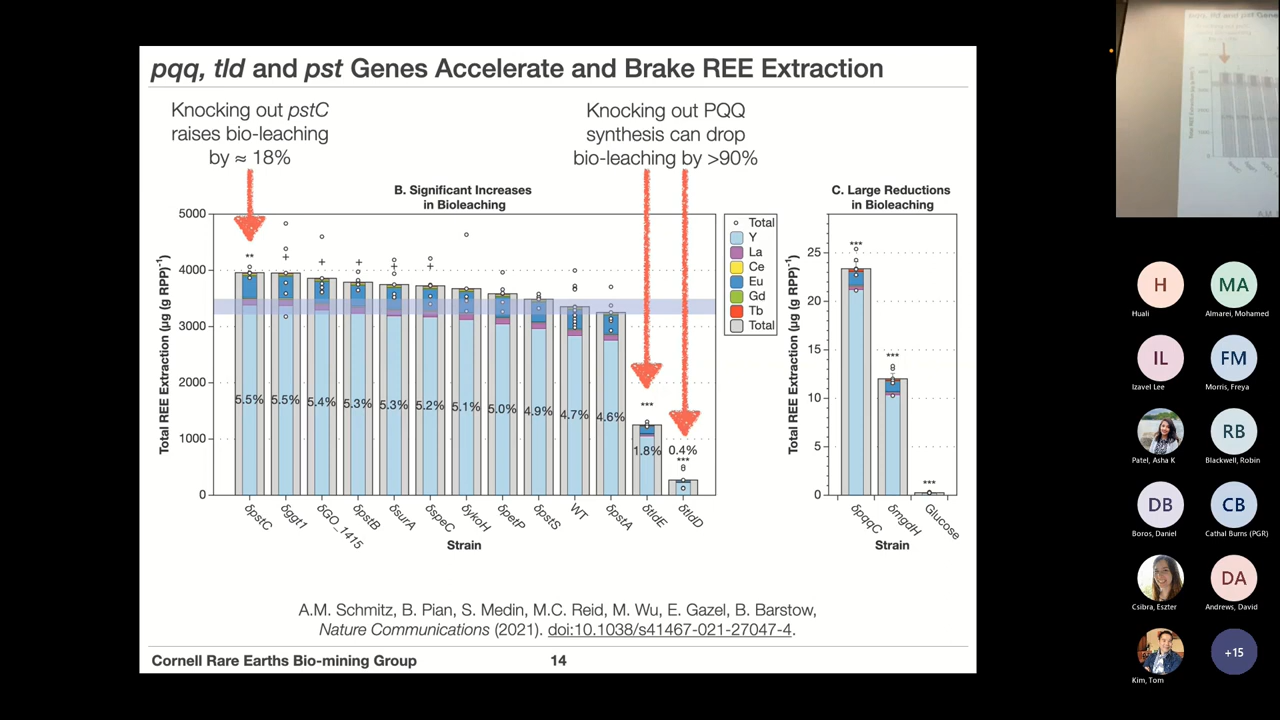 pqq, tld and pst Genes Accelerate and Brake REE Extraction
Knocking out pstC
raises bio-leaching
by ≈ 18%
Knocking out PQQ
synthesis can drop
bio-leaching by >90%
B. Significant Increases
in Bioleaching
Total REE Extraction (µg (g RPP)⁻¹)
5000
4000
3000
2000
1000
0
**
+
+
+
+
+
***
***
5.5%
5.5%
5.4%
5.3%
5.3%
5.2%
5.1%
5.0%
4.9%
4.7%
4.6%
1.8%
0.4%
δpstC
δggt1
δGO_1415
δpstB
δsurA
δspeC
δykoH
δpetP
δpstS
WT
δpstA
δtldE
δtldD
Strain
Total
Y
La
Ce
Eu
Gd
Tb
Total
C. Large Reductions
in Bioleaching
Total REE Extraction (µg (g RPP)⁻¹)
25
20
15
10
5
0
***
***
***
δpqqC
δmgdH
Glucose
Strain
A.M. Schmitz, B. Pian, S. Medin, M.C. Reid, M. Wu, E. Gazel, B. Barstow,
Nature Communications (2021). doi:10.1038/s41467-021-27047-4.
Cornell Rare Earths Bio-mining Group
14
H
Huali
MA
Almarei, Mohamed
IL
Izavel Lee
FM
Morris, Freya
Patel, Asha K
RB
Blackwell, Robin
DB
Boros, Daniel
CB
Cathal Burns (PGR)
Csibra, Eszter
DA
Andrews, David
Kim, Tom
+15